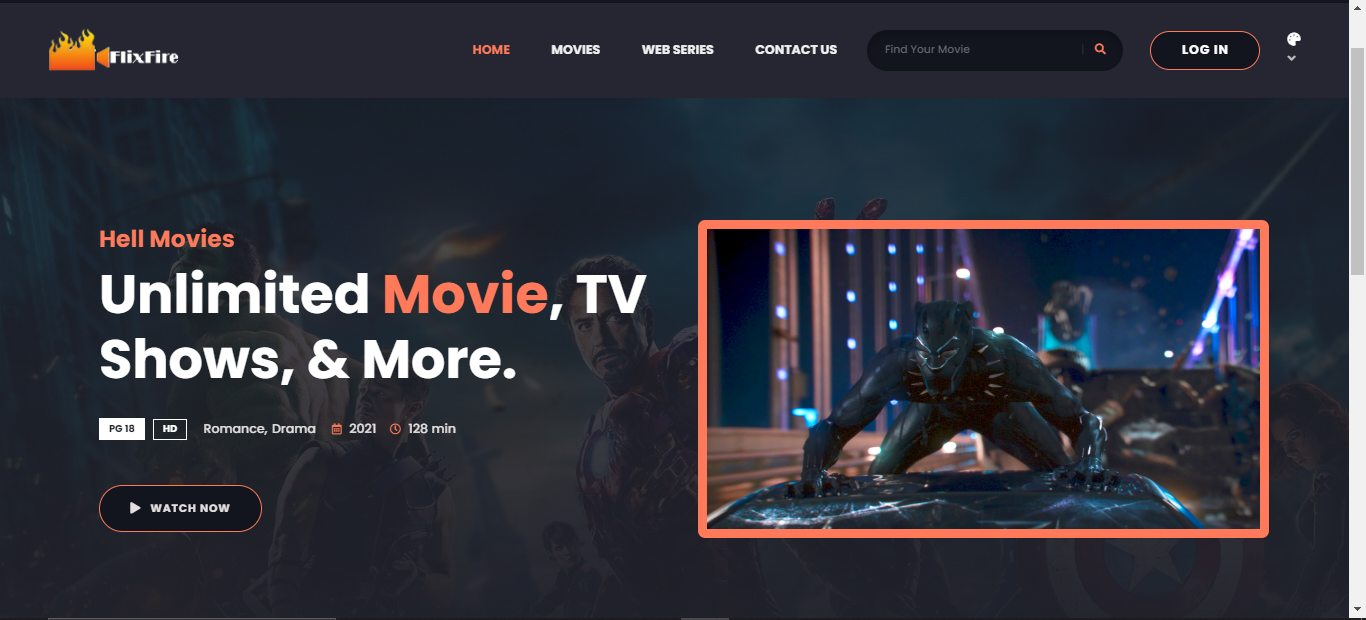 FlixFire
HOME
MOVIES
WEB SERIES
CONTACT US
Find Your Movie
LOG IN
Hell Movies
Unlimited Movie, TV
Shows, & More.
PG 18
HD
Romance, Drama
2021
128 min
WATCH NOW